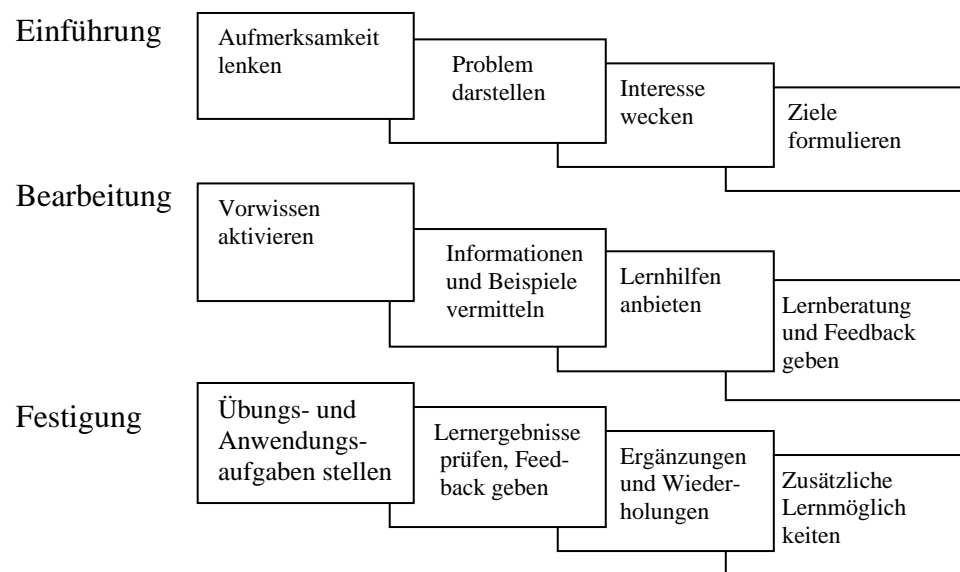 Einführung
Aufmerksamkeit
lenken
Problem
darstellen
Interesse
wecken
Ziele
formulieren
Bearbeitung
Vorwissen
aktivieren
Informationen
und Beispiele
vermitteln
Lernhilfen
anbieten
Lernberatung
und Feedback
geben
Festigung
Übungs- und
Anwendungs-
aufgaben stellen
Lernergebnisse
prüfen, Feed-
back geben
Ergänzungen
und Wieder-
holungen
Zusätzliche
Lernmöglich
keiten